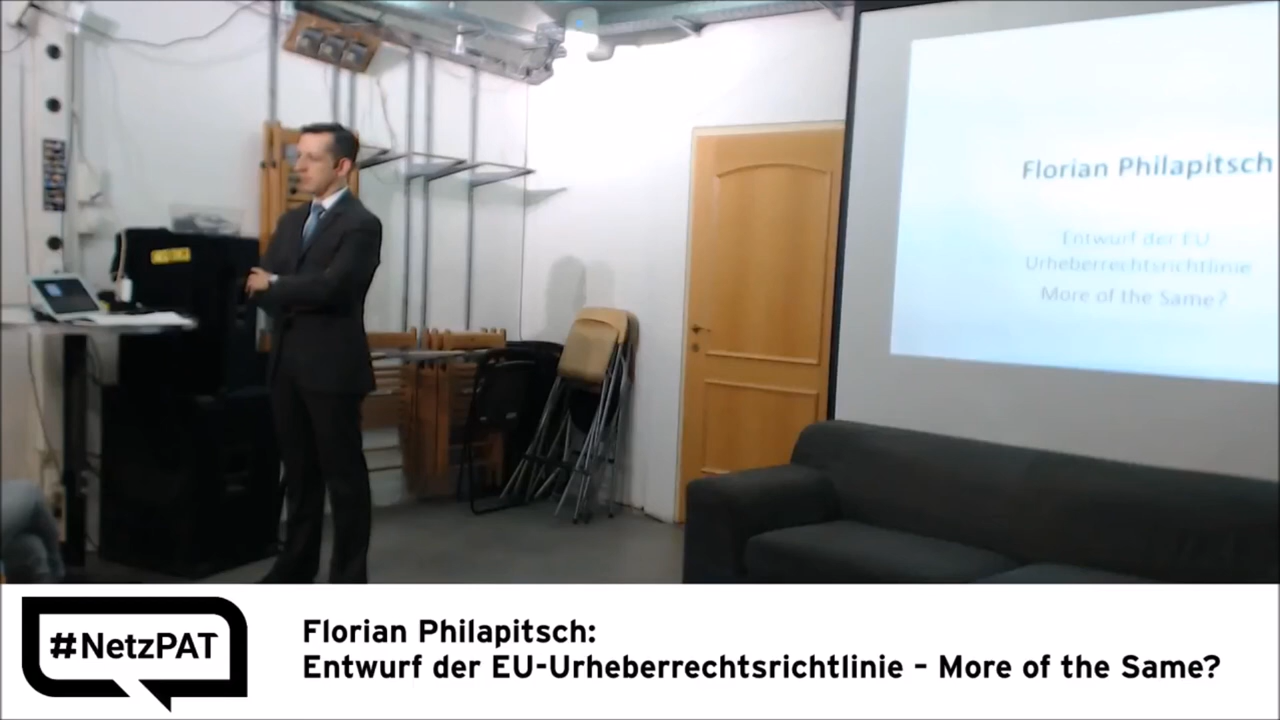 Florian Philapitsch
Entwurf der EU
Urheberrechtsrichtlinie
More of the Same?
#NetzPAT
Florian Philapitsch:
Entwurf der EU-Urheberrechtsrichtlinie – More of the Same?